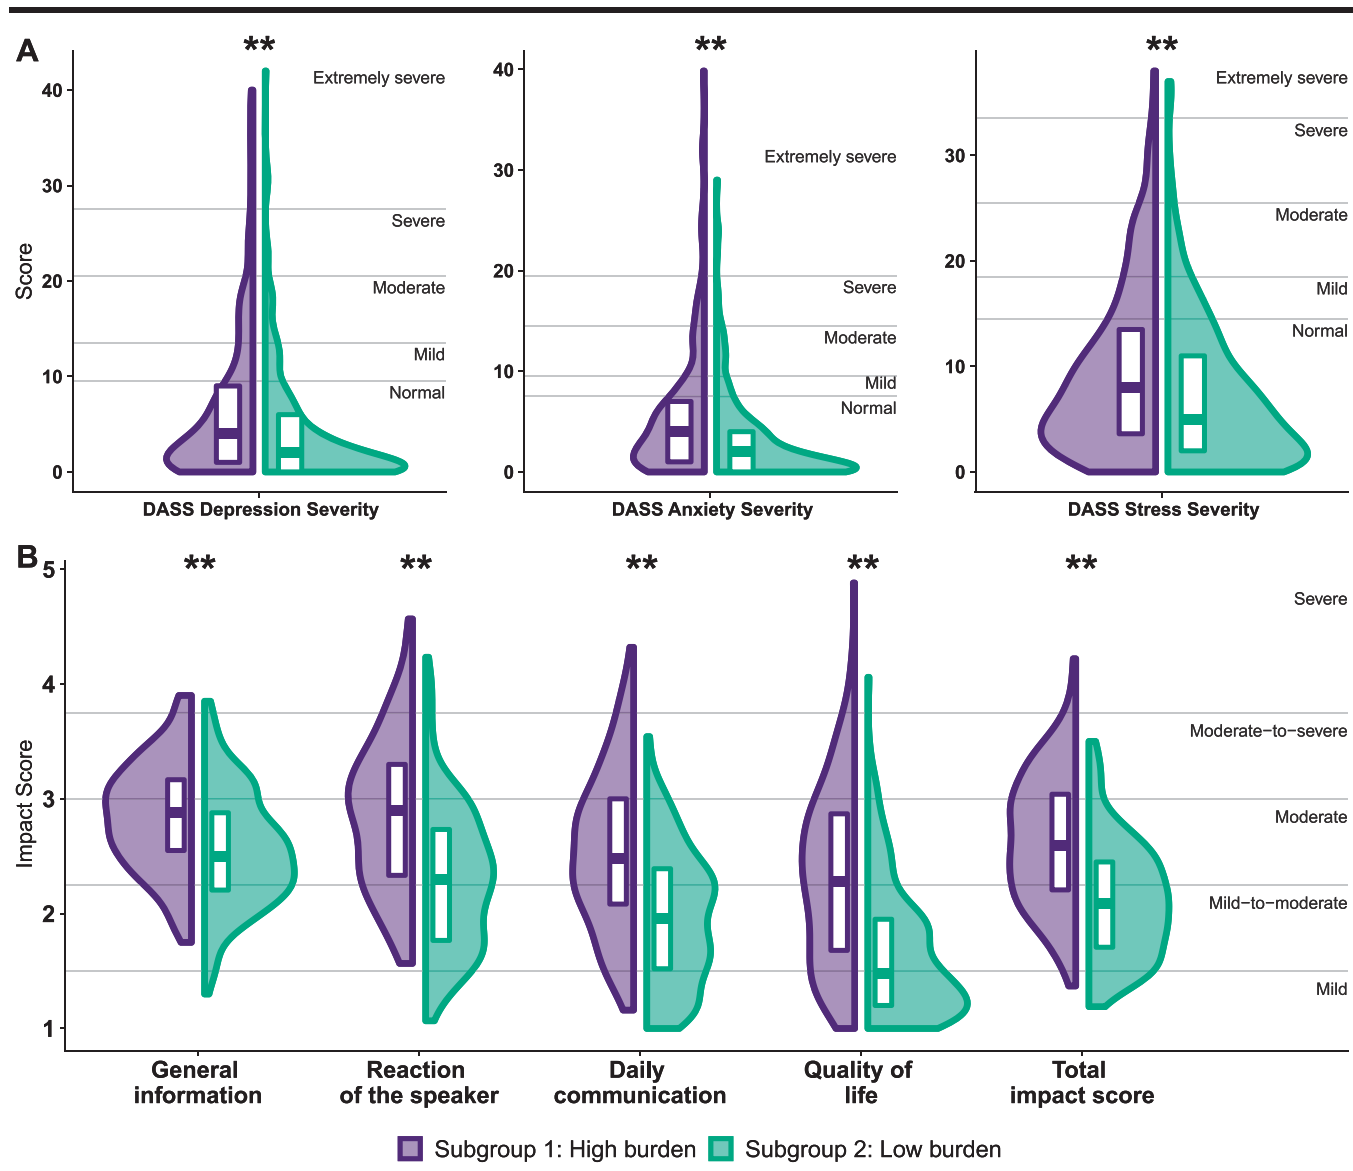 A
**
**
**
Score
40
30
20
10
0
Extremely severe
Severe
Moderate
Mild
Normal
DASS Depression Severity
40
30
20
10
0
Extremely severe
Severe
Moderate
Mild
Normal
DASS Anxiety Severity
30
20
10
0
Extremely severe
Severe
Moderate
Mild
Normal
DASS Stress Severity
B
**
**
**
**
**
Impact Score
5
4
3
2
1
Severe
Moderate−to−severe
Moderate
Mild−to−moderate
Mild
General
information
Reaction
of the speaker
Daily
communication
Quality of
life
Total
impact score
Subgroup 1: High burden
Subgroup 2: Low burden